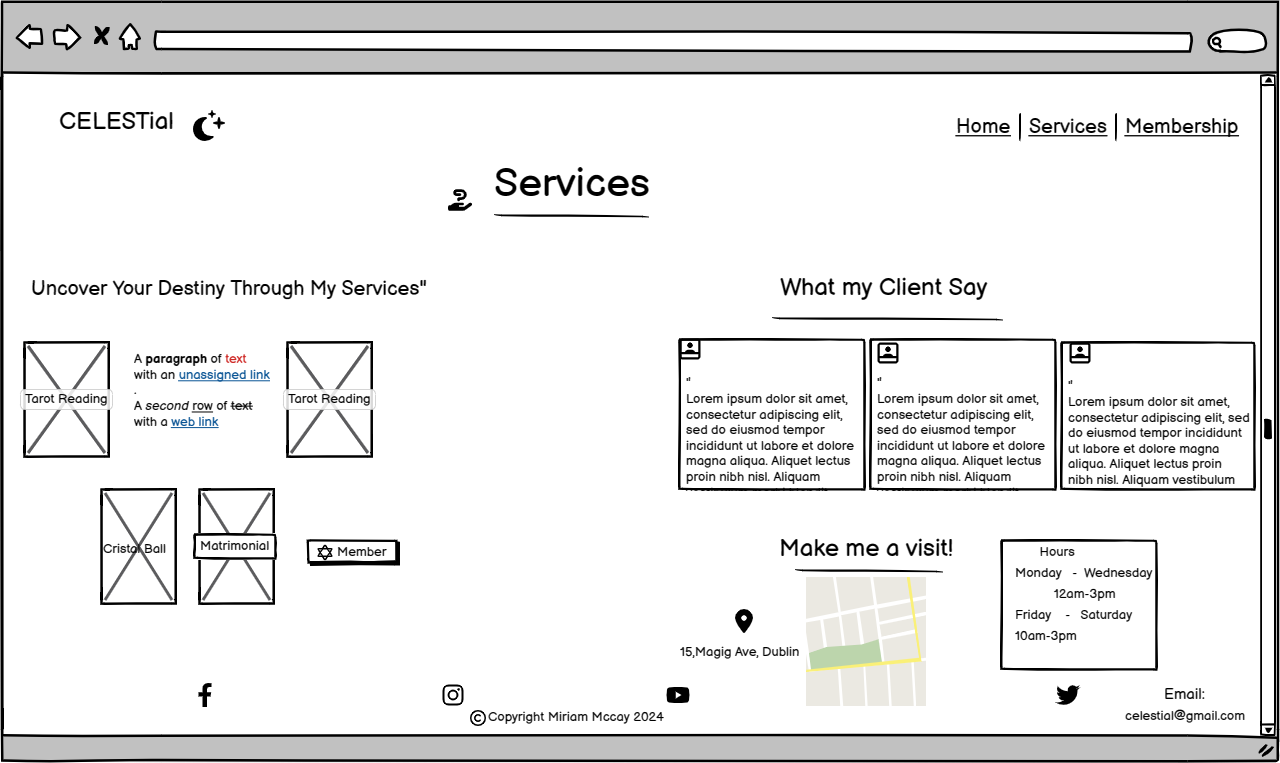 CELESTial
Home
Services
Membership
Services
Uncover Your Destiny Through My Services"
Tarot Reading
A paragraph of text
with an unassigned link
.
A second row of text
with a web link
Tarot Reading
Cristal Ball
Matrimonial
Member
What my Client Say
"
Lorem ipsum dolor sit amet,
consectetur adipiscing elit,
sed do eiusmod tempor
incididunt ut labore et dolore
magna aliqua. Aliquet lectus
proin nibh nisl. Aliquam
"
Lorem ipsum dolor sit amet,
consectetur adipiscing elit,
sed do eiusmod tempor
incididunt ut labore et dolore
magna aliqua. Aliquet lectus
proin nibh nisl. Aliquam
"
Lorem ipsum dolor sit amet,
consectetur adipiscing elit, sed
do eiusmod tempor incididunt
ut labore et dolore magna
aliqua. Aliquet lectus proin
nibh nisl. Aliquam vestibulum
Make me a visit!
15,Magig Ave, Dublin
Hours
Monday - Wednesday
12am-3pm
Friday - Saturday
10am-3pm
© Copyright Miriam Mccay 2024
Email:
celestial@gmail.com